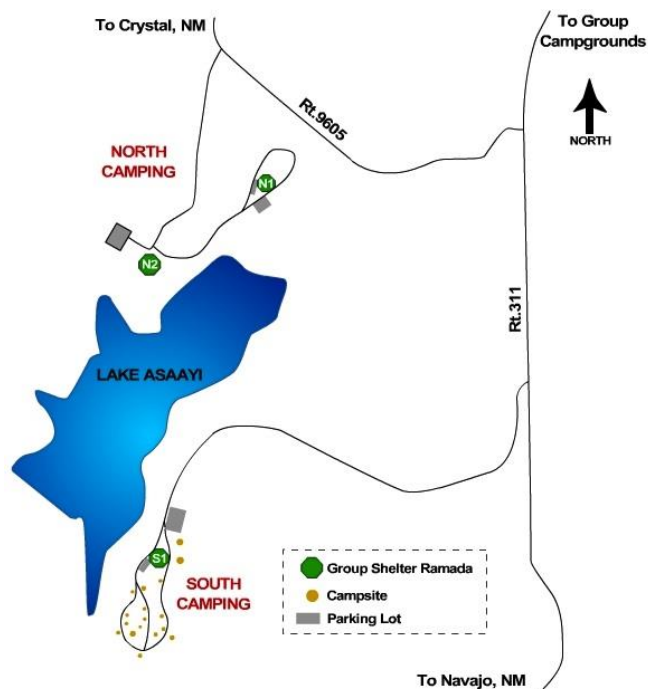 To Crystal, NM
To Group
Campgrounds
Rt.9605
NORTH
NORTH
CAMPING
N1
N2
Rt.311
LAKE ASAAYI
S1
SOUTH
CAMPING
Group Shelter Ramada
Campsite
Parking Lot
To Navajo, NM